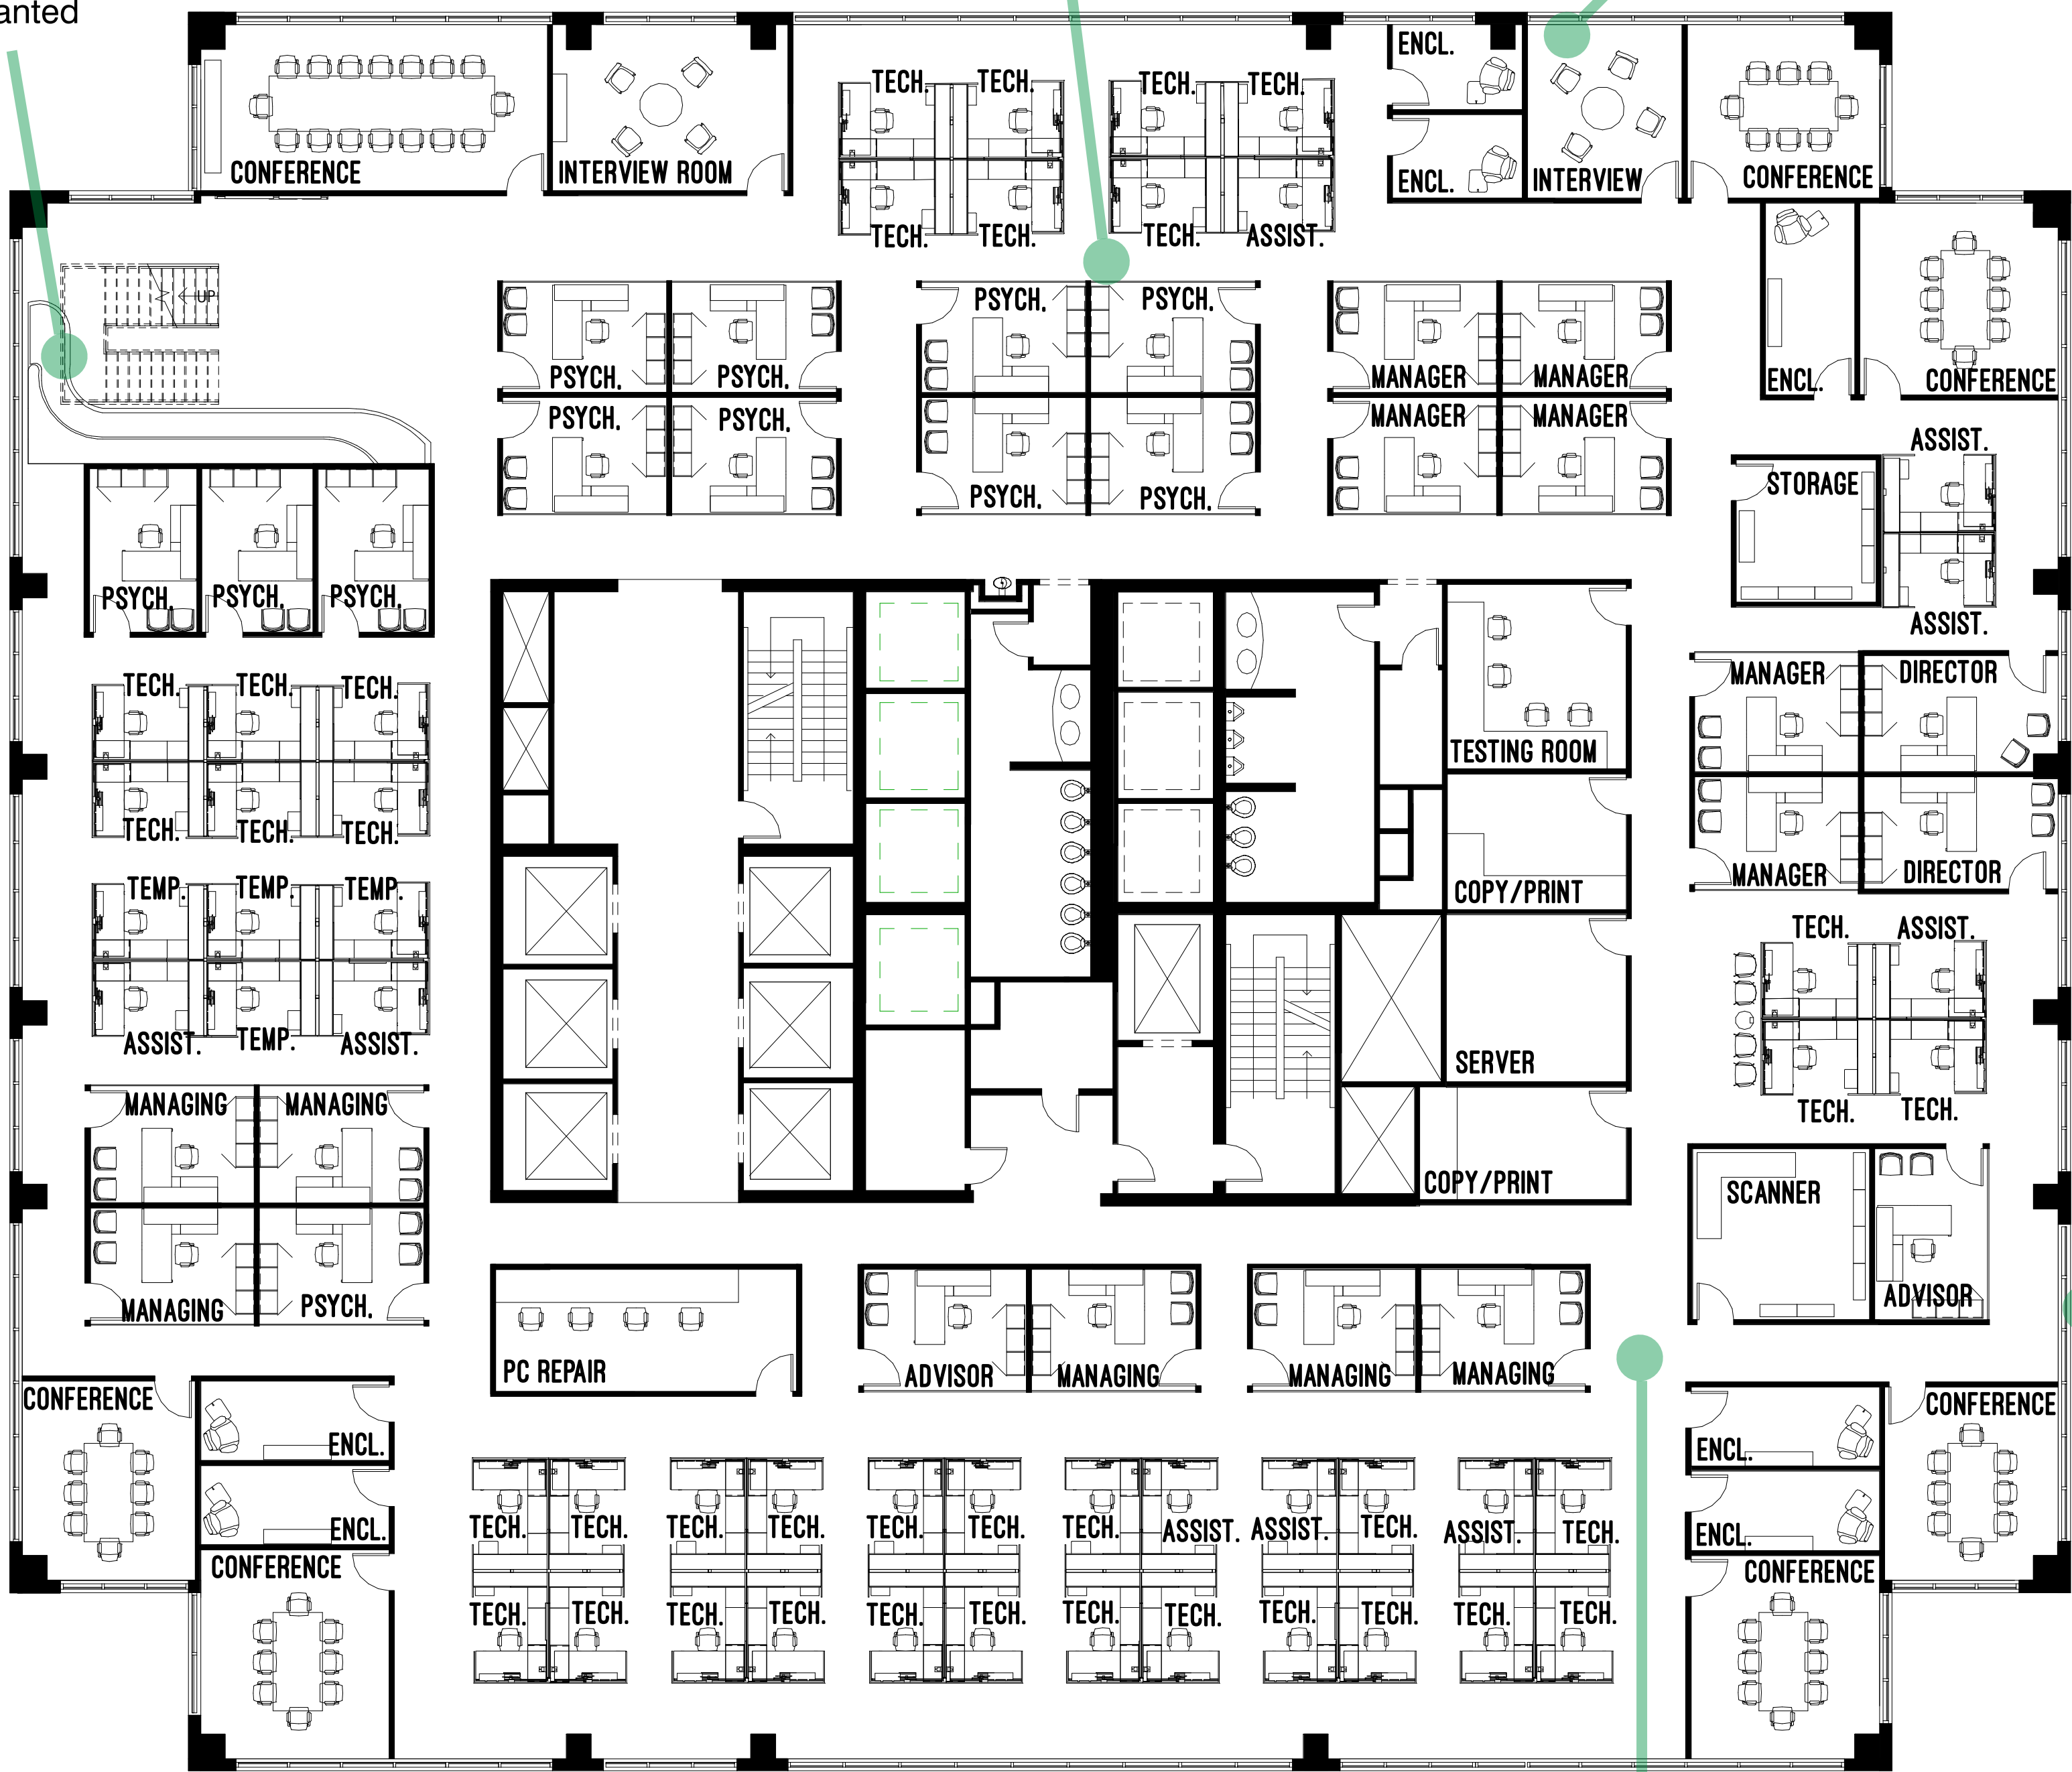 anted
ENCL.
TECH. TECH. TECH. TECH.
CONFERENCE INTERVIEW ROOM ENCL. INTERVIEW CONFERENCE
TECH. TECH. TECH. ASSIST.
UP
PSYCH. PSYCH.
PSYCH. PSYCH. MANAGER MANAGER ENCL. CONFERENCE
PSYCH. PSYCH. MANAGER MANAGER
ASSIST.
STORAGE
PSYCH. PSYCH.
PSYCH. PSYCH. PSYCH.
ASSIST.
MANAGER DIRECTOR
TECH. TECH. TECH.
TESTING ROOM
TECH. TECH. TECH.
MANAGER DIRECTOR
TEMP. TEMP. TEMP. COPY/PRINT
TECH. ASSIST.
ASSIST. TEMP. ASSIST.
SERVER
MANAGING MANAGING TECH. TECH.
COPY/PRINT SCANNER
MANAGING PSYCH. ADVISOR
PC REPAIR ADVISOR MANAGING MANAGING MANAGING
CONFERENCE CONFERENCE
ENCL. ENCL.
TECH. TECH. TECH. TECH. TECH. TECH. TECH. ASSIST. ASSIST. TECH. ASSIST. TECH.
ENCL. ENCL.
CONFERENCE CONFERENCE
TECH. TECH. TECH. TECH. TECH. TECH. TECH. TECH. TECH. TECH. TECH. TECH.